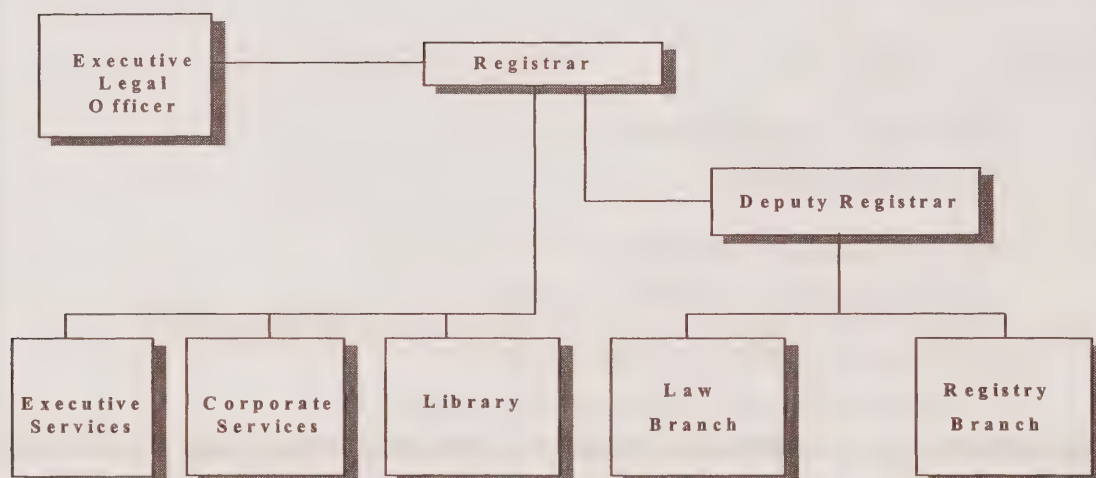 Executive
Legal
Officer
Registrar
Deputy Registrar
Executive
Services
Corporate
Services
Library
Law
Branch
Registry
Branch